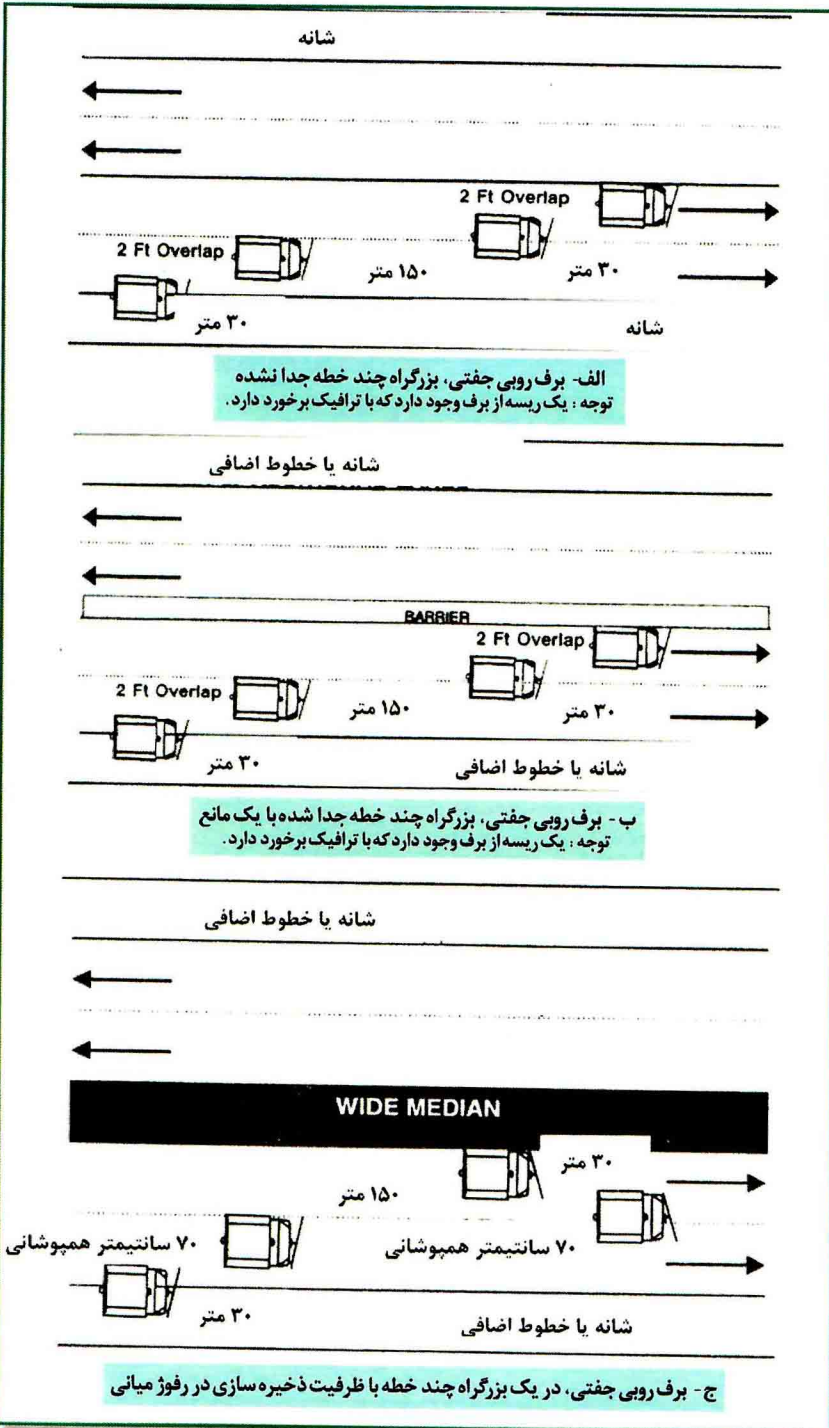 شانه
2 Ft Overlap
2 Ft Overlap
۳۰ متر
۱۵۰ متر
۳۰ متر
شانه
الف- برف روبی جفتی، بزرگراه چند خطه جدا نشده
توجه : یک ریسه از برف وجود دارد که با ترافیک برخورد دارد.
شانه یا خطوط اضافی
BARRIER
2 Ft Overlap
2 Ft Overlap
۱۵۰ متر
۳۰ متر
۳۰ متر
شانه یا خطوط اضافی
ب - برف روبی جفتی، بزرگراه چند خطه جدا شده با یک مانع
توجه : یک ریسه از برف وجود دارد که با ترافیک برخورد دارد.
شانه یا خطوط اضافی
WIDE MEDIAN
۳۰ متر
۱۵۰ متر
۷۰ سانتیمتر همپوشانی
۷۰ سانتیمتر همپوشانی
۳۰ متر
شانه یا خطوط اضافی
ج - برف روبی جفتی، در یک بزرگراه چند خطه با ظرفیت ذخیره سازی در رفوژ میانی